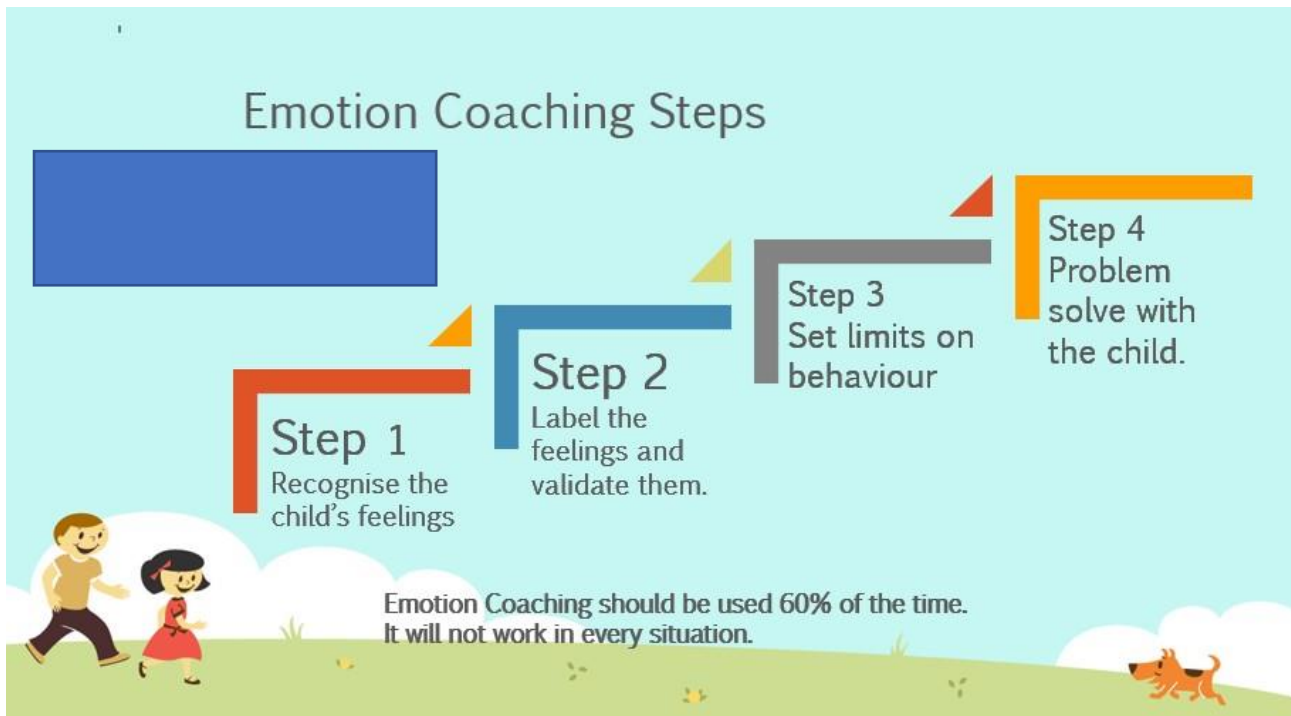 Emotion Coaching Steps
Step 1
Recognise the
child's feelings
Step 2
Label the
feelings and
validate them.
Step 3
Set limits on
behaviour
Step 4
Problem
solve with
the child.
Emotion Coaching should be used 60% of the time.
It will not work in every situation.